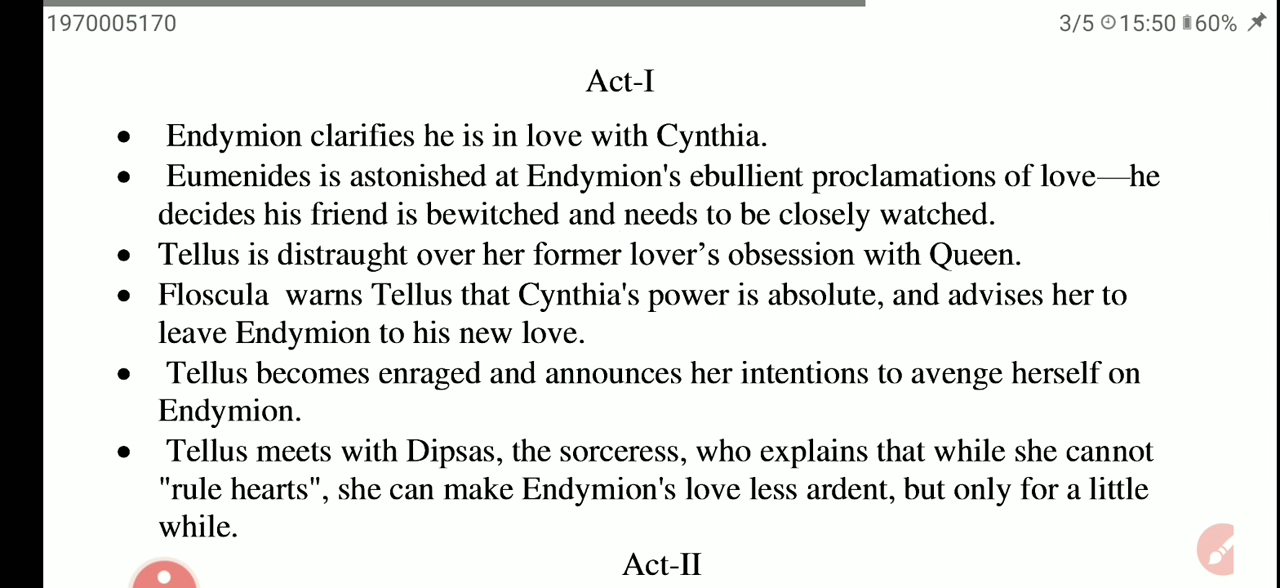 1970005170
3/5 15:50 60%
Act-I
• Endymion clarifies he is in love with Cynthia.
• Eumenides is astonished at Endymion's ebullient proclamations of love—he
decides his friend is bewitched and needs to be closely watched.
• Tellus is distraught over her former lover’s obsession with Queen.
• Floscula warns Tellus that Cynthia's power is absolute, and advises her to
leave Endymion to his new love.
• Tellus becomes enraged and announces her intentions to avenge herself on
Endymion.
• Tellus meets with Dipsas, the sorceress, who explains that while she cannot
"rule hearts", she can make Endymion's love less ardent, but only for a little
while.
Act-II